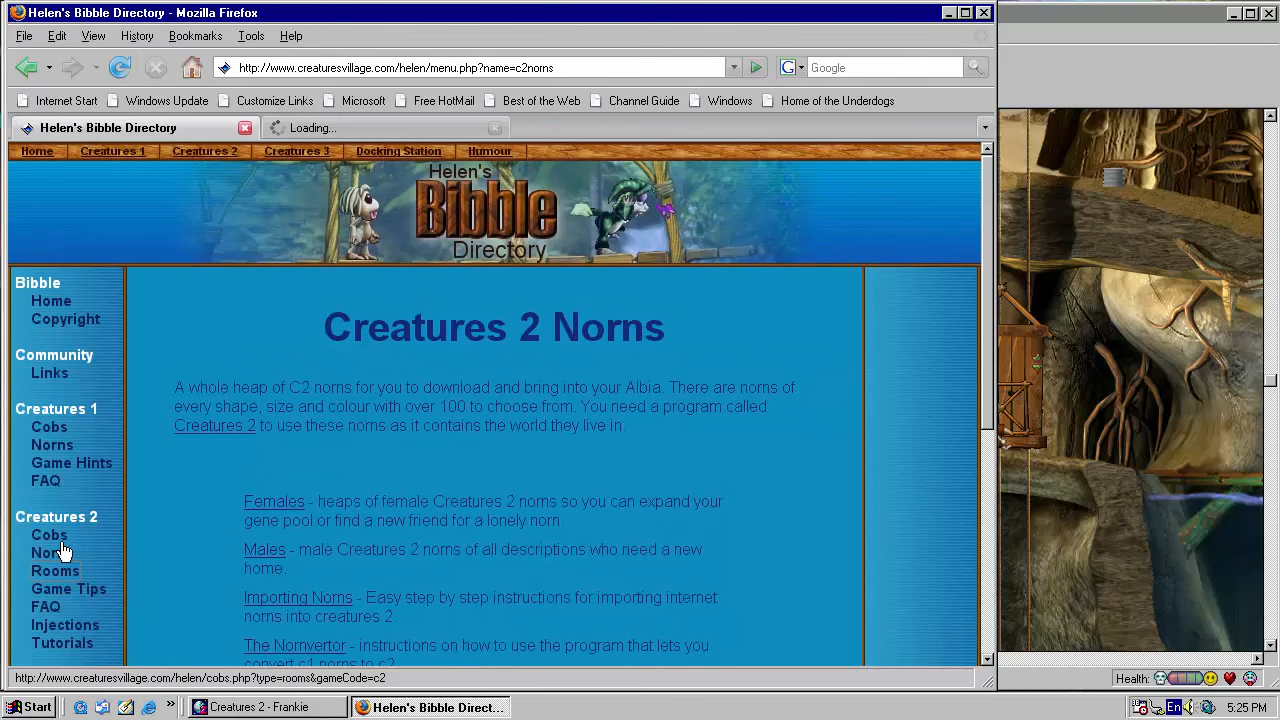 Helen's Bibble Directory - Mozilla Firefox
File Edit View History Bookmarks Tools Help
http://www.creaturesvillage.com/helen/menu.php?name=c2norns
G Google
Internet Start Windows Update Customize Links Microsoft Free HotMail Best of the Web Channel Guide Windows Home of the Underdogs
Helen's Bibble Directory Loading...
Home Creatures 1 Creatures 2 Creatures 3 Docking Station Humour
Helen's
Bibble
Directory
Bibble
Home
Copyright
Community
Links
Creatures 1
Cobs
Norns
Game Hints
FAQ
Creatures 2
Cobs
Rooms
Game Tips
FAQ
Injections
Tutorials
Creatures 2 Norns
A whole heap of C2 norns for you to download and bring into your Albia. There are norns of
every shape, size and colour with over 100 to choose from. You need a program called
Creatures 2 to use these norns as it contains the world they live in.
Females - heaps of female Creatures 2 norns so you can expand your
gene pool or find a new friend for a lonely norn.
Males - male Creatures 2 norns of all descriptions who need a new
home.
Importing Norns - Easy step by step instructions for importing internet
norns into creatures 2.
The Nornvertor - instructions on how to use the program that lets you
convert c1 norns to c2
http://www.creaturesvillage.com/helen/cobs.php?type=rooms&gameCode=c2
Health:
Start Creatures 2 - Frankie Helen's Bibble Direct... En 5:25 PM